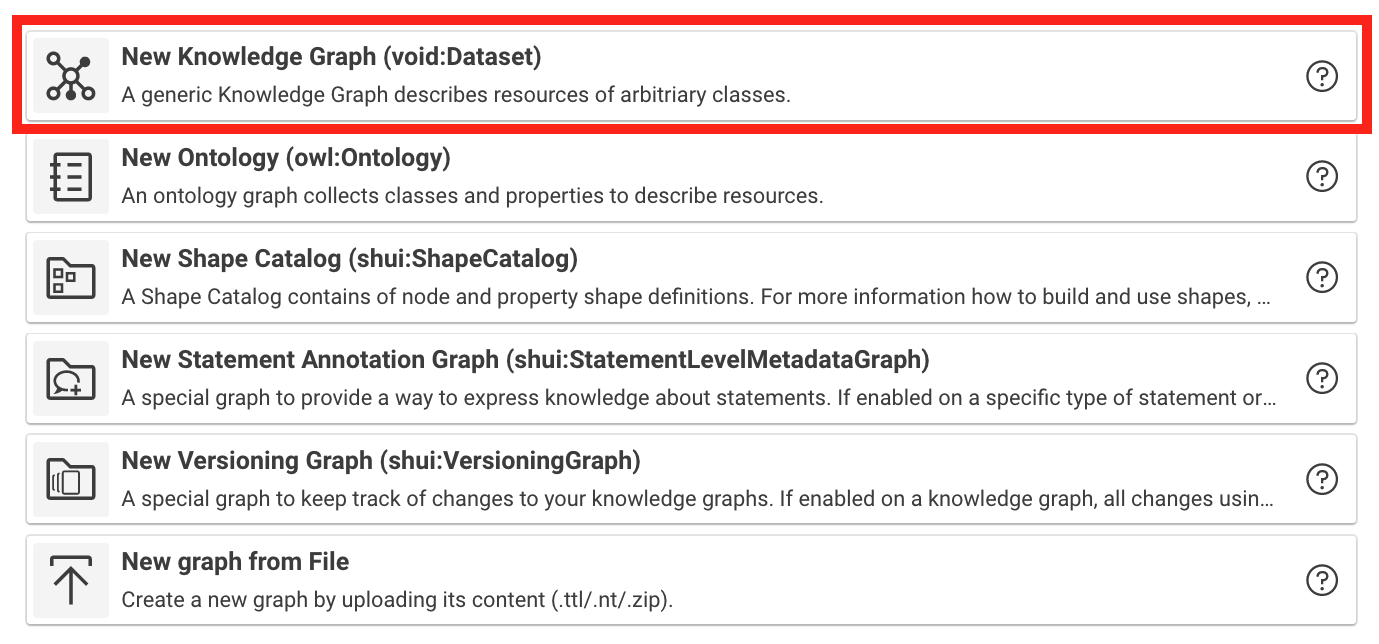 New Knowledge Graph (void:Dataset)
A generic Knowledge Graph describes resources of arbitriary classes.
New Ontology (owl:Ontology)
An ontology graph collects classes and properties to describe resources.
New Shape Catalog (shui:ShapeCatalog)
A Shape Catalog contains of node and property shape definitions. For more information how to build and use shapes, ...
New Statement Annotation Graph (shui:StatementLevelMetadataGraph)
A special graph to provide a way to express knowledge about statements. If enabled on a specific type of statement or...
New Versioning Graph (shui:VersioningGraph)
A special graph to keep track of changes to your knowledge graphs. If enabled on a knowledge graph, all changes usin...
New graph from File
Create a new graph by uploading its content (.ttl/.nt/.zip).